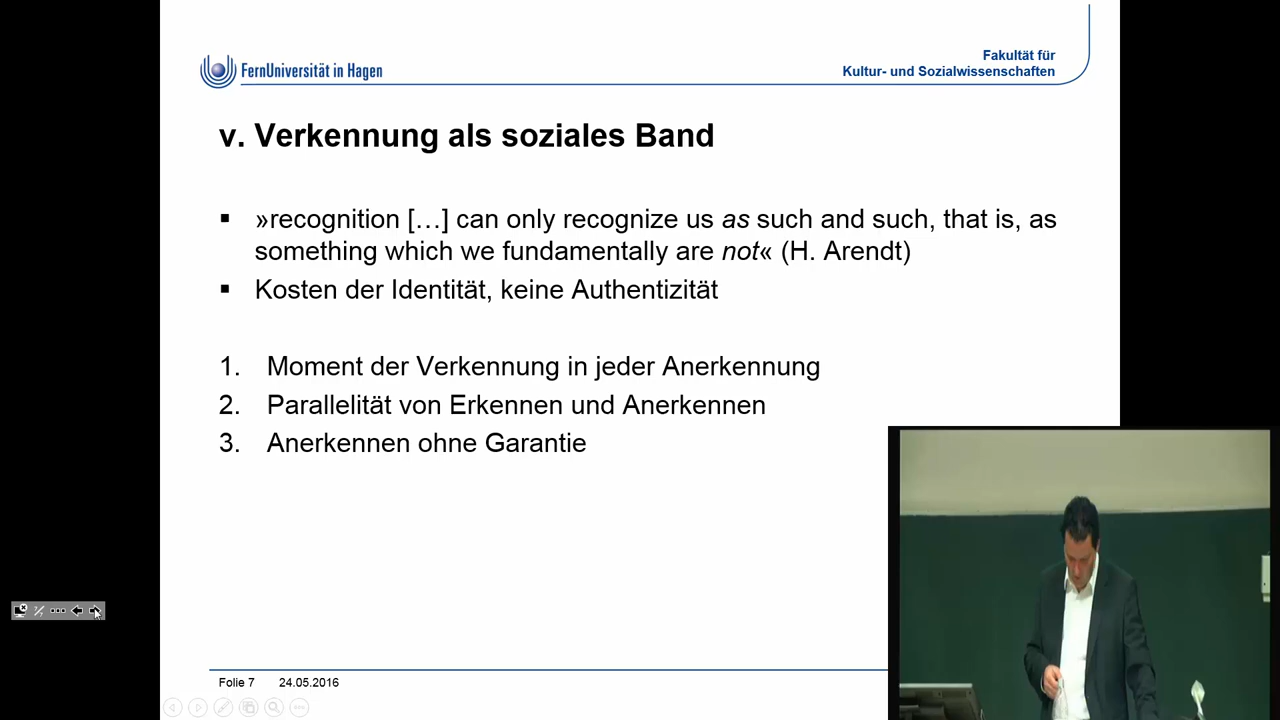 FernUniversität in Hagen
Fakultät für
Kultur- und Sozialwissenschaften
v. Verkennung als soziales Band
»recognition […] can only recognize us as such and such, that is, as
something which we fundamentally are not« (H. Arendt)
Kosten der Identität, keine Authentizität
1. Moment der Verkennung in jeder Anerkennung
2. Parallelität von Erkennen und Anerkennen
3. Anerkennen ohne Garantie
Folie 7 24.05.2016